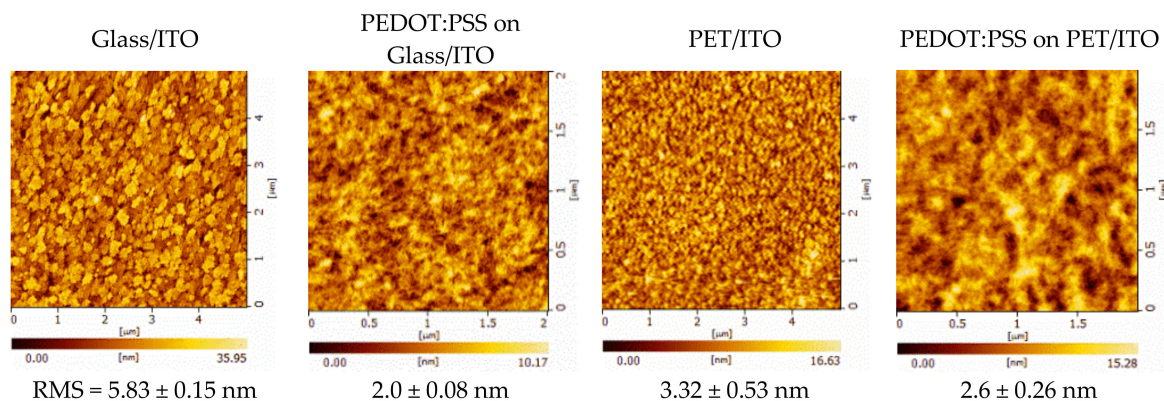 Glass/ITO
PEDOT:PSS on
Glass/ITO
PET/ITO
PEDOT:PSS on PET/ITO
0 1 2 3 4
[μm]
0 1 2 3 4
[μm]
0.00 [nm] 35.95
RMS = 5.83 ± 0.15 nm
0 0.5 1 1.5 2
[μm]
0 0.5 1 1.5 2
[μm]
0.00 [nm] 10.17
2.0 ± 0.08 nm
0 1 2 3 4
[μm]
0 1 2 3 4
[μm]
0.00 [nm] 16.63
3.32 ± 0.53 nm
0 0.5 1 1.5
[μm]
0 0.5 1 1.5
[μm]
0.00 [nm] 15.28
2.6 ± 0.26 nm